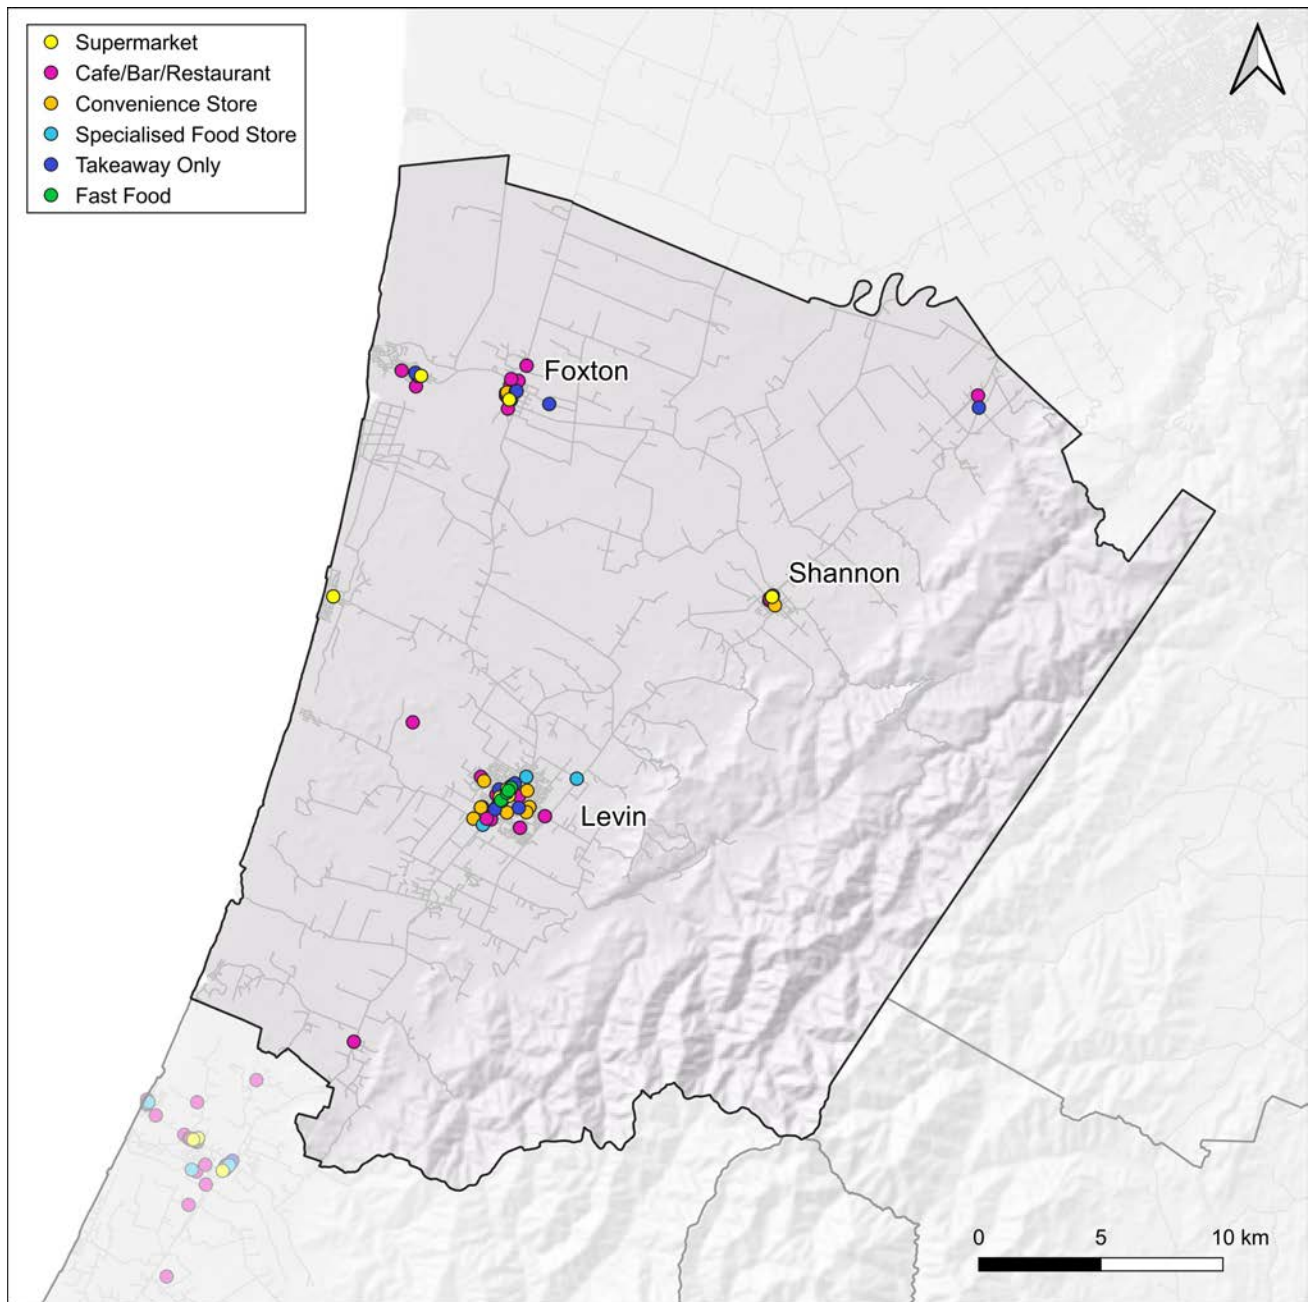 Supermarket
Cafe/Bar/Restaurant
Convenience Store
Specialised Food Store
Takeaway Only
Fast Food
Foxton
Shannon
Levin
0 5 10 km